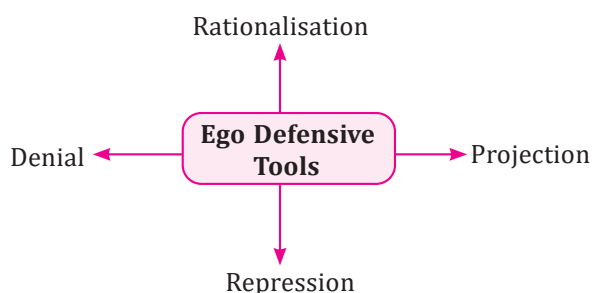 Rationalisation
Ego Defensive
Tools
Denial
Projection
Repression